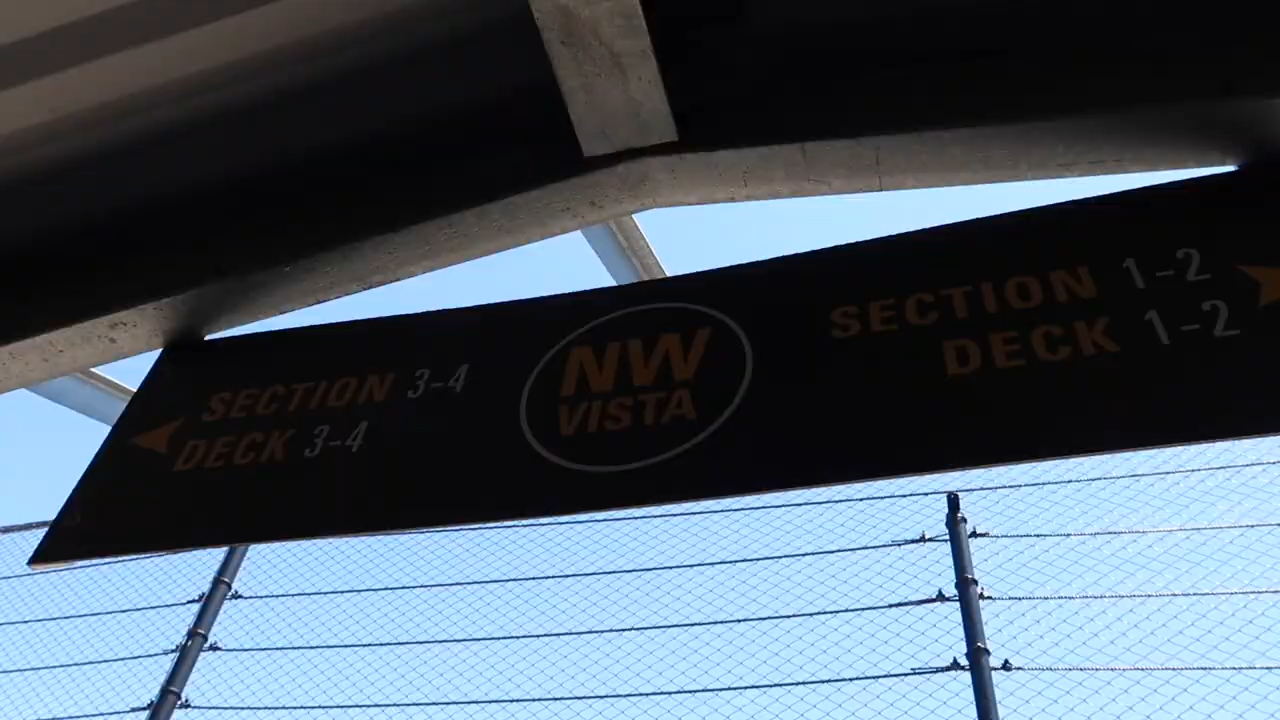 SECTION 3-4
DECK 3-4
NW
VISTA
SECTION 1-2
DECK 1-2